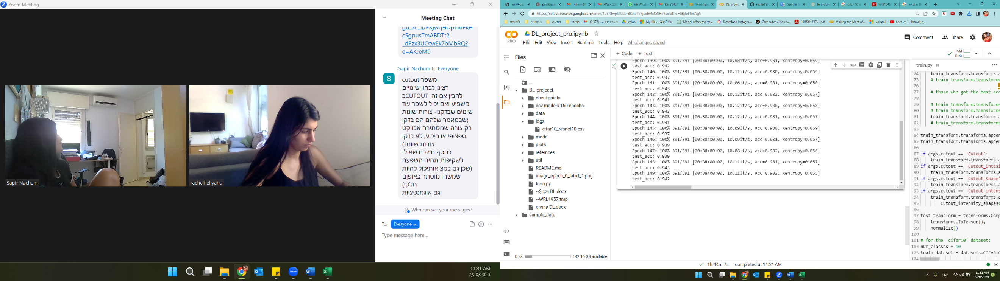 Zoom Meeting
Meeting Chat
c5gpusTmABDTt2
_dPzx3UOtwEk7bMbRQ?
e=AKJeM0
Sapir Nachum to Everyone
S
משפר cutout
רצינו לבחון שינויים
בCUTOUT להבין אם זה
משפיע ואם יכול לשפר עוד
שינוים שבדקנו- צורות שונות
(שבמאמר שלהם הם בדקו
רק צורה שמסתירה אבויקט
ספציפי או ריבוע, לא בדקו
צורות שוונת)
בנוסף חשבנו שאולי
לשקיפות תהיה השפעה
(שכן גם במציאותיכול להיות
שמשהו מוסתר באופןם
חלקי)
וגם אוגמנטציות
Who can see your messages?
To: Everyone
Type message here...
Sapir Nachum
racheli eliyahu
11:31 AM
7/20/2023
localhost
Inbox (44
Thesis.ipy
DL_projec
rache18/
Google T
Improving
cifar-10 d
1708.045
what is th
https://colab.research.google.com/drive/1u6RTwpCR22rfBIQJePS7juxbi4eS8tHx#scrollTo=kBjJeNbcAgk-
לימודים
מתכונים
הוראה
thesis
דואר נכנס (2,376) -...
colab
My files - OneDrive
Model offers assista...
Download Instagra...
Computer Vision A...
1505.04597v1.pdf
Making the Most of...
volcani
Lecture 1 | Introduc...
PRO
DL_project_pro.ipynb
File Edit View Insert Runtime Tools Help All changes saved
Comment
Share
+ Code + Text
RAM
Disk
Files
..
DL_projecct
checkpoints
csv models 150 epochs
data
logs
cifar10_resnet18.csv
model
plots
refernces
util
README.md
image_epoch_0_label_1.png
train.py
~$ויקט DL.docx
~WRL1957.tmp
פרויקט DL.docx
sample_data
Disk 142.16 GB available
1h
Epoch 139: 100% 391/391 [00:38<00:00, 10.08it/s, acc=0.981, xentropy=0.059]
test_acc: 0.942
Epoch 140: 100% 391/391 [00:38<00:00, 10.11it/s, acc=0.981, xentropy=0.059]
test_acc: 0.937
Epoch 141: 100% 391/391 [00:38<00:00, 10.06it/s, acc=0.981, xentropy=0.058]
test_acc: 0.943
Epoch 142: 100% 391/391 [00:38<00:00, 10.12it/s, acc=0.982, xentropy=0.057]
test_acc: 0.941
Epoch 143: 100% 391/391 [00:38<00:00, 10.12it/s, acc=0.980, xentropy=0.058]
test_acc: 0.943
Epoch 144: 100% 391/391 [00:38<00:00, 10.12it/s, acc=0.981, xentropy=0.057]
test_acc: 0.941
Epoch 145: 100% 391/391 [00:38<00:00, 10.09it/s, acc=0.980, xentropy=0.059]
test_acc: 0.937
Epoch 146: 100% 391/391 [00:38<00:00, 10.09it/s, acc=0.981, xentropy=0.057]
test_acc: 0.939
Epoch 147: 100% 391/391 [00:38<00:00, 10.08it/s, acc=0.982, xentropy=0.056]
test_acc: 0.939
Epoch 148: 100% 391/391 [00:38<00:00, 10.11it/s, acc=0.981, xentropy=0.057]
test_acc: 0.943
Epoch 149: 100% 391/391 [00:38<00:00, 10.11it/s, acc=0.982, xentropy=0.055]
test_acc: 0.942
train.py
74 train_transform.transforms.a
75 # train_transform.transforms
76
77 # those who got the best acc
78
79 # train_transform.transforms
80 # train_transform.transforms
81 train_transform.transforms.a
82 # train_transform.transforms
83
84 train_transform.transforms.apper
85 train_transform.transforms.apper
86
87 if args.cutout == 'Cutout':
88 train_transform.transforms.a
89 if args.cutout == 'Cutout_intesi
90 train_transform.transforms.a
91 if args.cutout == 'Cutout_Shape'
92 train_transform.transforms.a
93 if args.cutout == 'Cutout_intens
94 train_transform.transforms.a
95 Cutout_intensity_shapes(
96
97 test_transform = transforms.Comp
98 transforms.ToTensor(),
99 normalize])
100
101 # for the 'cifar10' dataset:
102 num_classes = 10
103 train_dataset = datasets.CIFAR10
104
1h 44m 7s completed at 11:21 AM
ENG
11:31 AM
7/20/2023